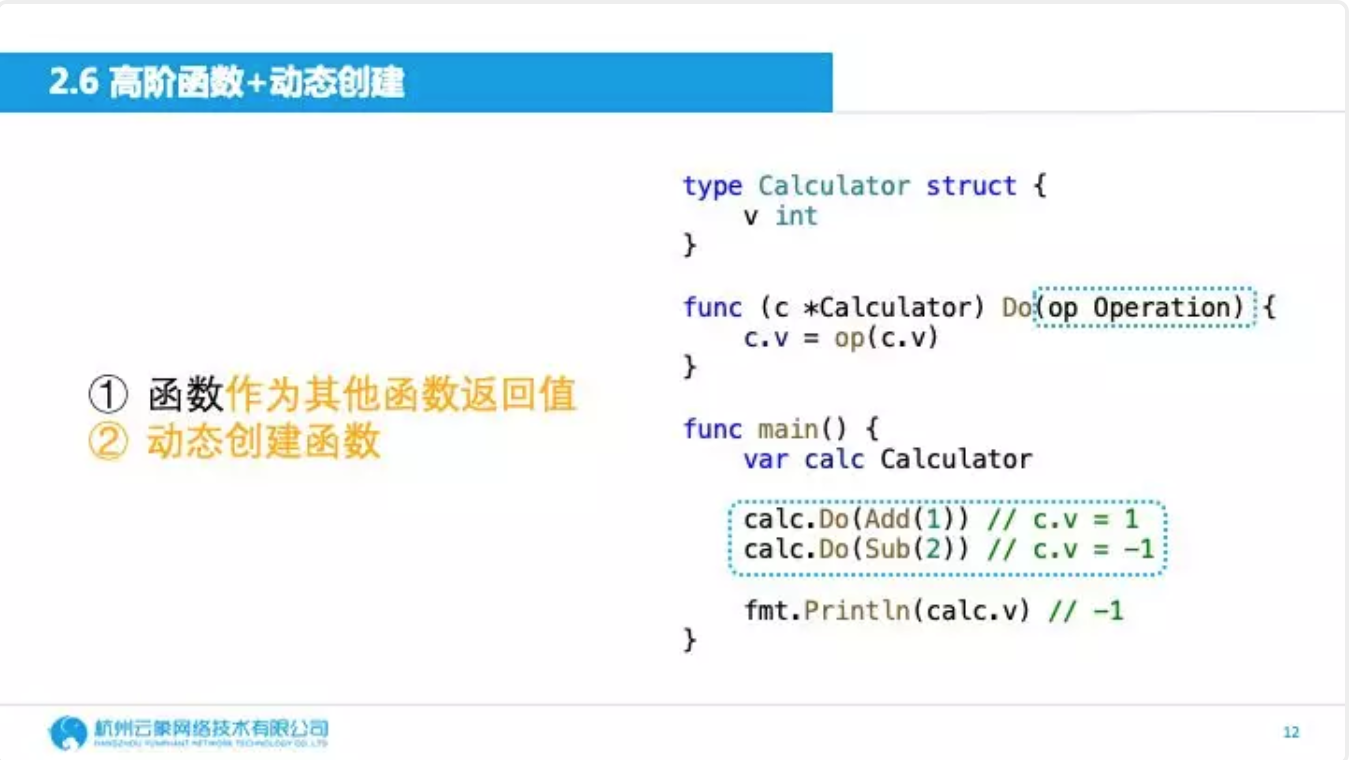 2.6 高阶函数+动态创建
① 函数作为其他函数返回值
② 动态创建函数
type Calculator struct {
    v int
}
func (c *Calculator) Do(op Operation) {
    c.v = op(c.v)
}
func main() {
    var calc Calculator
    calc.Do(Add(1)) // c.v = 1
    calc.Do(Sub(2)) // c.v = -1
    fmt.Println(calc.v) // -1
}
杭州云象网络技术有限公司
HANGZHOU YUNPHANT NETWORK TECHNOLOGY CO., LTD
12